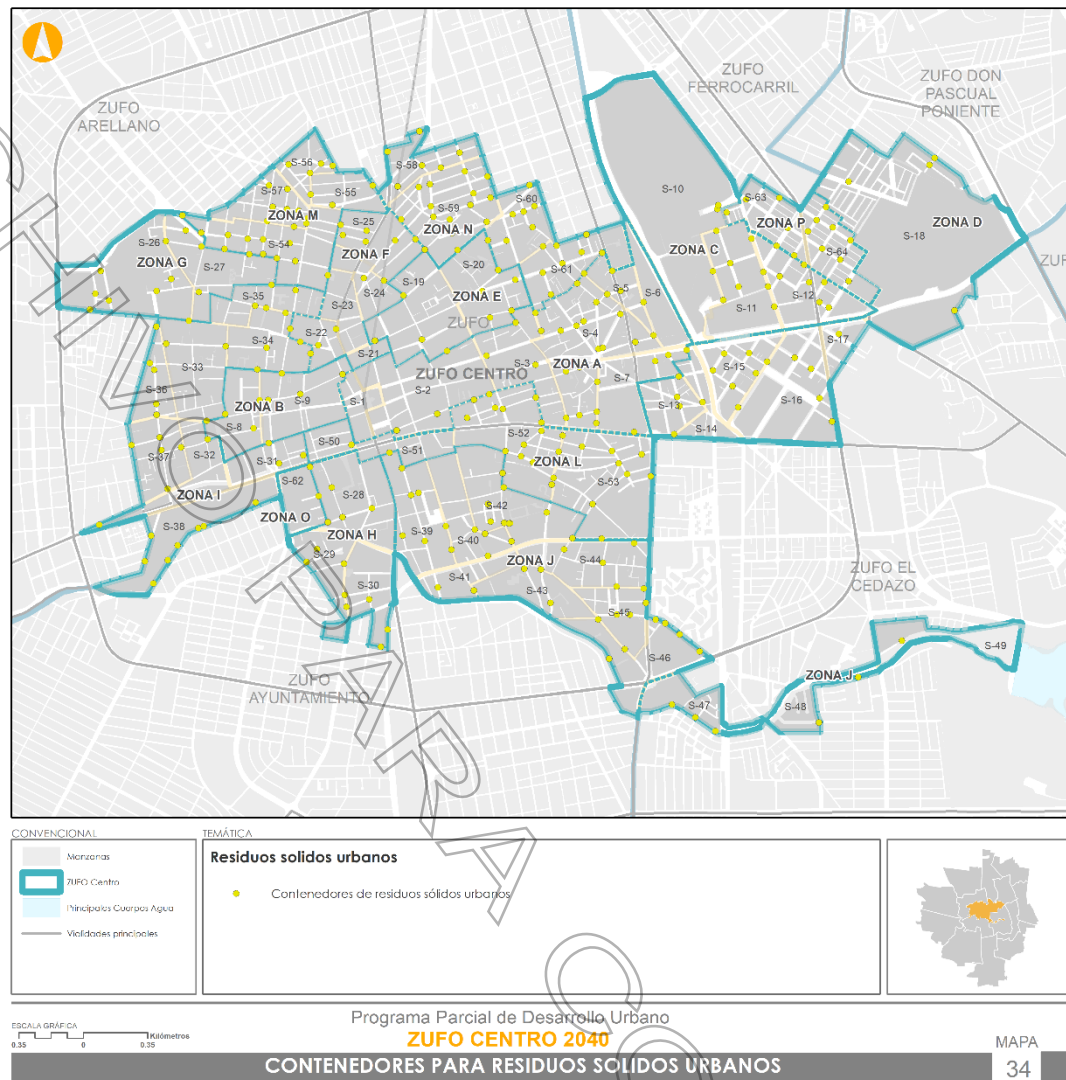 ZUFO
FERROCARRIL
ZUFO DON
PASCUAL
PONIENTE
ZUFO
ARELLANO
S-56
S-58
S-57
S-55
S-10
S-63
S-60
S-59
ZONA M
ZONA P
ZONA D
S-25
ZONA N
S-18
S-26
S-54
ZONA F
ZONA C
S-64
ZONA G
S-27
S-20
S-61
ZUF
S-19
S-24
S-5
S-35
ZONA E
S-6
S-12
S-23
S-11
ZUFO
S-22
S-4
S-34
S-21
S-17
S-33
S-3
ZONA A
S-15
ZUFO CENTRO
S-7
S-36
S-2
S-9
S-1
S-16
ZONA B
S-13
S-8
S-14
S-52
S-50
S-37
S-32
S-31
S-51
ZONA L
S-62
S-53
ZONA I
S-28
S-42
ZONA O
S-38
ZONA H
S-39
S-40
S-29
ZONA J
S-44
ZUFO EL
CEDAZO
S-30
S-41
S-43
S-45
S-49
S-46
ZONA J
ZUFO
AYUNTAMIENTO
S-47
S-48
CONVENCIONAL
Manzanas
ZUFO Centro
Principales Cuerpos Agua
Vialidades principales
TEMÁTICA
Residuos solidos urbanos
Contenedores de residuos sólidos urbanos
ESCALA GRÁFICA
0.35 0 0.35 Kilómetros
Programa Parcial de Desarrollo Urbano
ZUFO CENTRO 2040
CONTENEDORES PARA RESIDUOS SOLIDOS URBANOS
MAPA
34